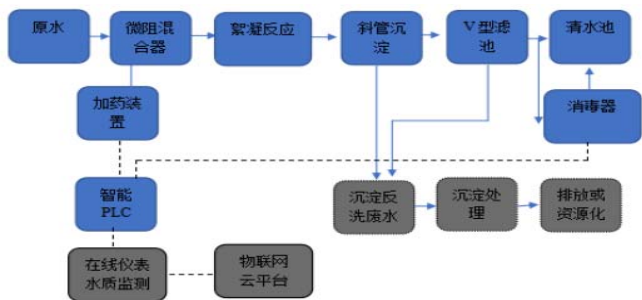 原水
微阻混
合器
絮凝反应
斜管沉
淀
V型滤
池
清水池
加药装
置
消毒器
智能
PLC
沉淀反
洗废水
沉淀处
理
排放或
资源化
在线仪表
水质监测
物联网
云平台